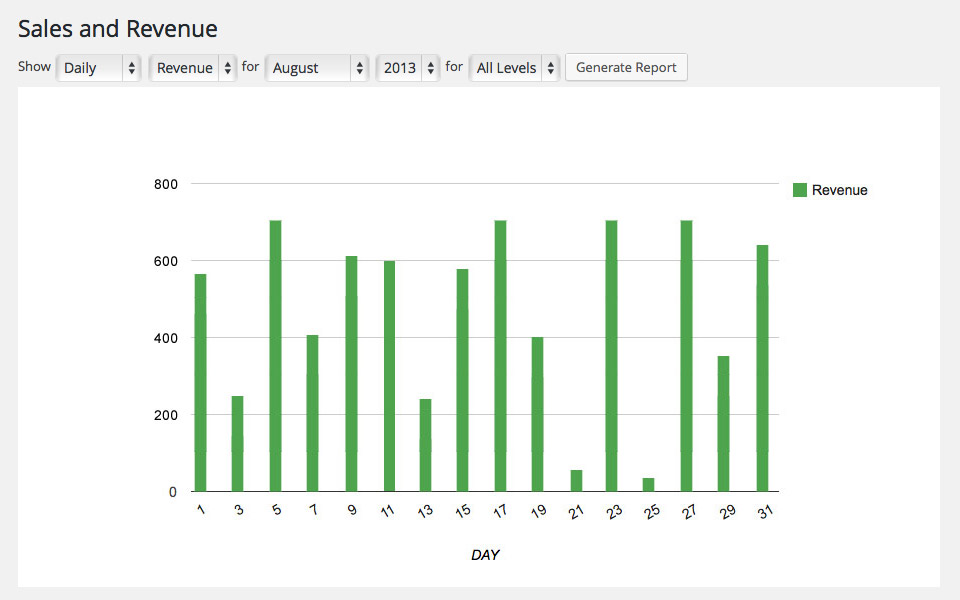 Sales and Revenue
Show Daily Revenue for August 2013 for All Levels Generate Report
800
Revenue
600
400
200
0
1 3 5 7 9 11 13 15 17 19 21 23 25 27 29 31
DAY